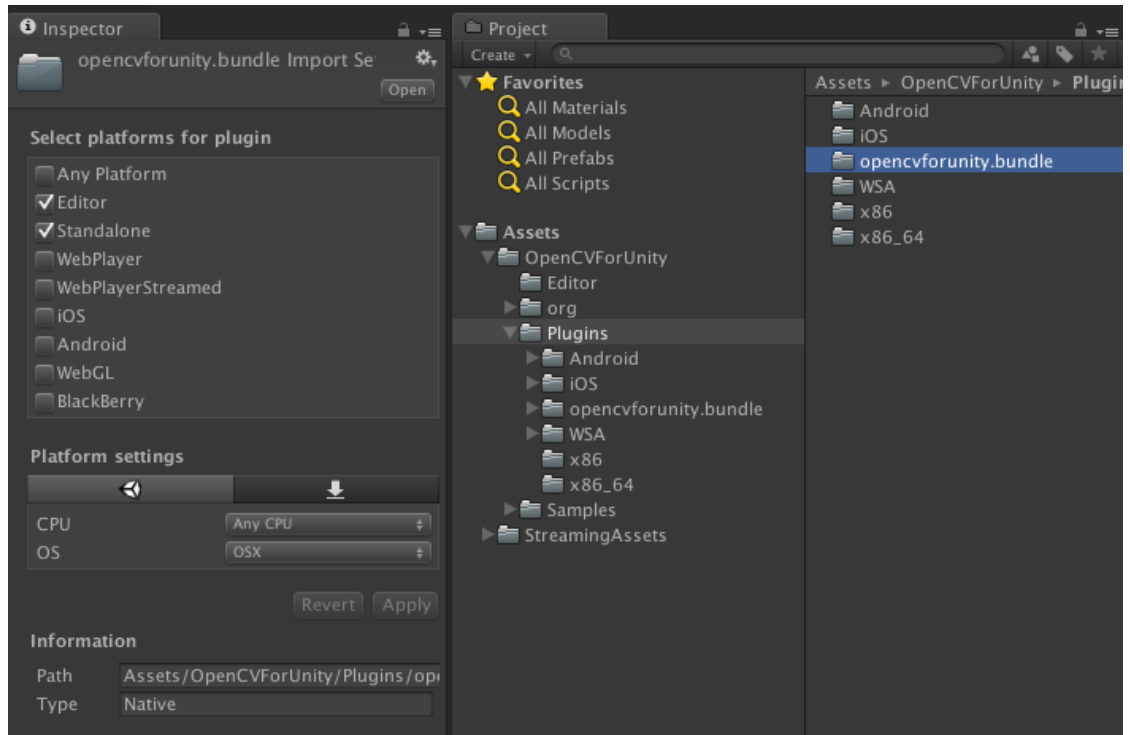 Inspector
opencvforunity.bundle Import Se
Open
Select platforms for plugin
Any Platform
Editor
Standalone
WebPlayer
WebPlayerStreamed
iOS
Android
WebGL
BlackBerry
Platform settings
CPU Any CPU
OS OSX
Revert Apply
Information
Path Assets/OpenCVForUnity/Plugins/ope
Type Native
Project
Create
Favorites
All Materials
All Models
All Prefabs
All Scripts
Assets
OpenCVForUnity
Editor
org
Plugins
Android
iOS
opencvforunity.bundle
WSA
x86
x86_64
Samples
StreamingAssets
Assets OpenCVForUnity Plugin
Android
iOS
opencvforunity.bundle
WSA
x86
x86_64